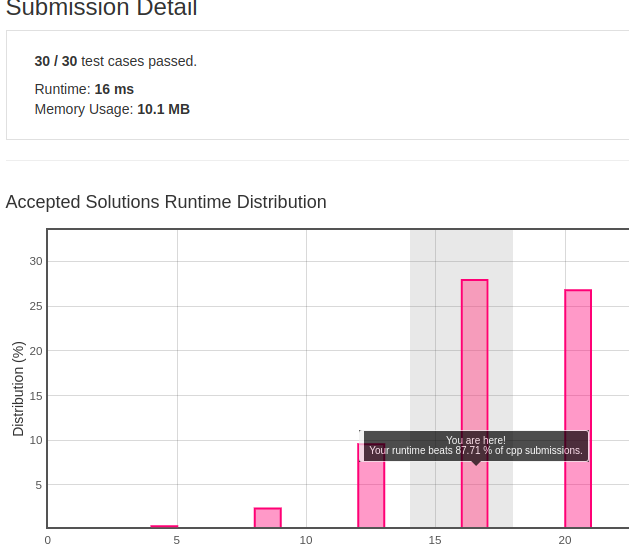 Submission Detail
30 / 30 test cases passed.
Runtime: 16 ms
Memory Usage: 10.1 MB
Accepted Solutions Runtime Distribution
Distribution (%)
30
25
20
15
10
5
You are here!
Your runtime beats 87.71 % of cpp submissions.
0
5
10
15
20